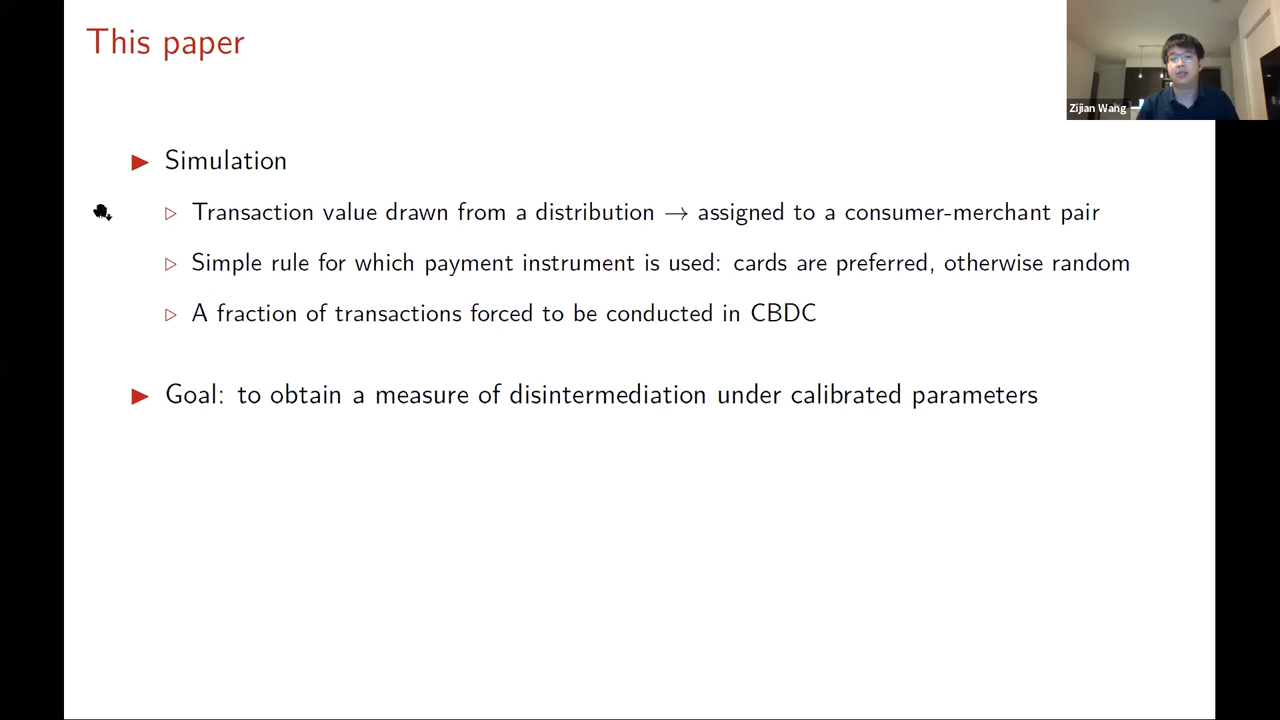 This paper
Zijian Wang
▶ Simulation
▷ Transaction value drawn from a distribution → assigned to a consumer-merchant pair
▷ Simple rule for which payment instrument is used: cards are preferred, otherwise random
▷ A fraction of transactions forced to be conducted in CBDC
▶ Goal: to obtain a measure of disintermediation under calibrated parameters